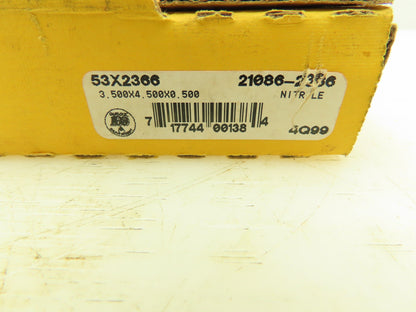 53X2366 21086-2366
3.500X4.500X0.500 NITRILE
7 17744 00138 4
4Q99